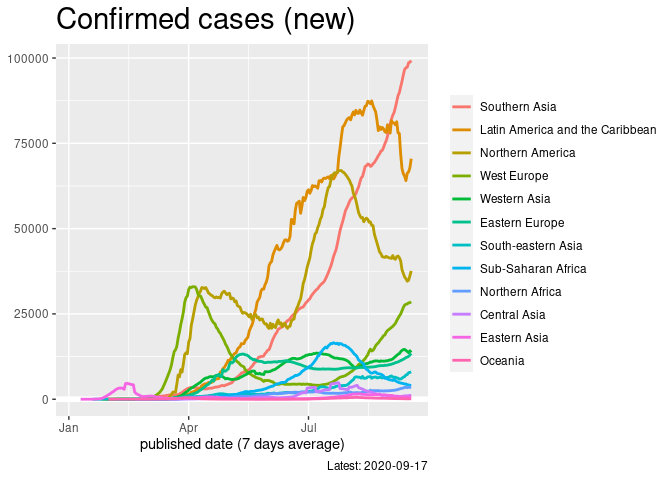 Confirmed cases (new)
100000
75000
50000
25000
0
Jan
Apr
Jul
published date (7 days average)
Latest: 2020-09-17
Southern Asia
Latin America and the Caribbean
Northern America
West Europe
Western Asia
Eastern Europe
South-eastern Asia
Sub-Saharan Africa
Northern Africa
Central Asia
Eastern Asia
Oceania